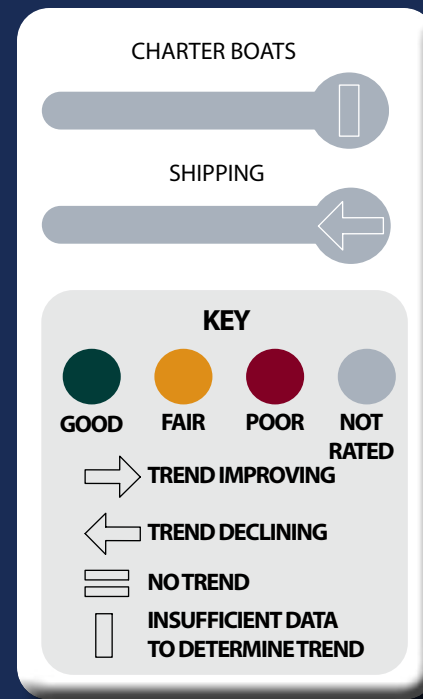 CHARTER BOATS
SHIPPING
KEY
GOOD FAIR POOR NOT RATED
TREND IMPROVING
TREND DECLINING
NO TREND
INSUFFICIENT DATA
TO DETERMINE TREND